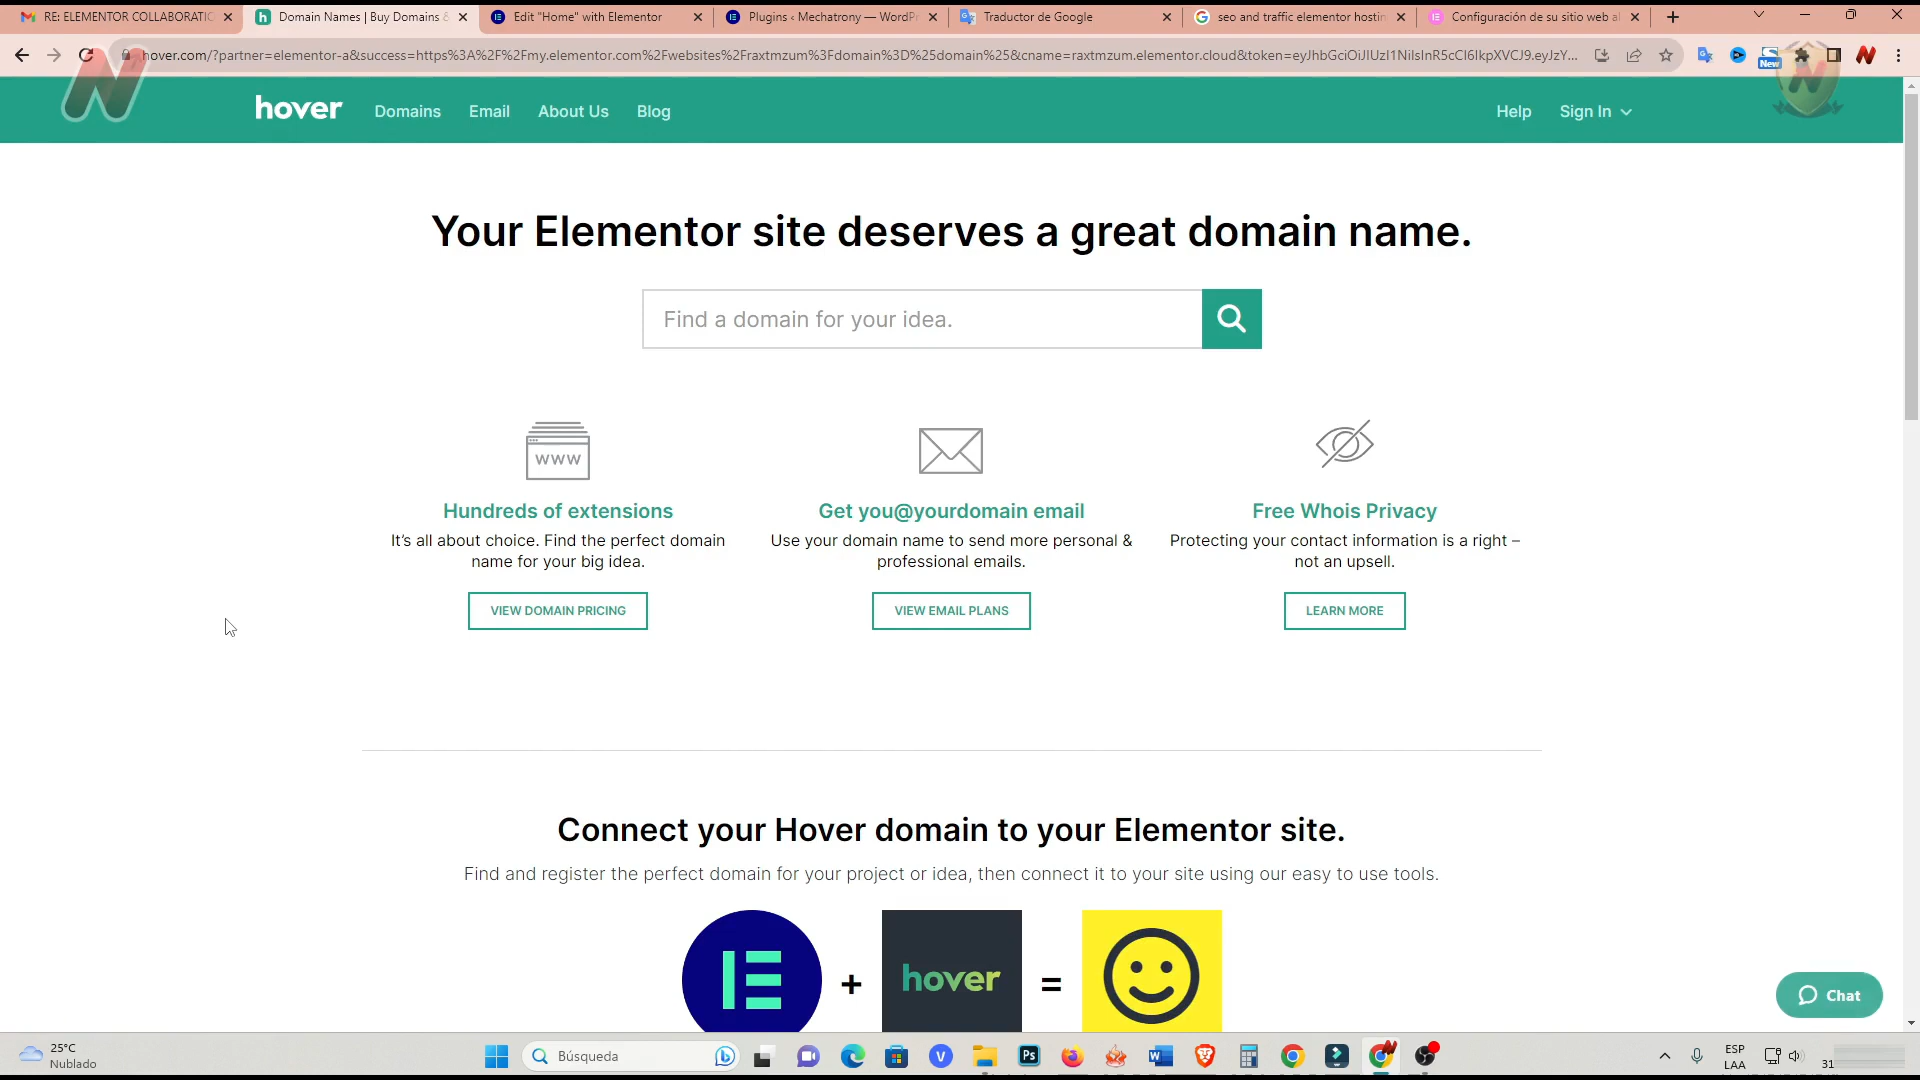 RE: ELEMENTOR COLLABORATIC
Domain Names | Buy Domains &
Edit "Home" with Elementor
Plugins ‹ Mechatrony — WordPr
Traductor de Google
seo and traffic elementor hostin
Configuración de su sitio web al
hover.com/?partner=elementor-a&success=https%3A%2F%2Fmy.elementor.com%2Fwebsites%2Fraxtmzum%3Fdomain%3D%25domain%25&cname=raxtmzum.elementor.cloud&token=eyJhbGciOiJIUzI1NiIsInR5cCI6IkpXVCJ9.eyJzY...
New
hover
Domains
Email
About Us
Blog
Help
Sign In
Your Elementor site deserves a great domain name.
Find a domain for your idea.
www
Hundreds of extensions
It's all about choice. Find the perfect domain
name for your big idea.
VIEW DOMAIN PRICING
Get you@yourdomain email
Use your domain name to send more personal &
professional emails.
VIEW EMAIL PLANS
Free Whois Privacy
Protecting your contact information is a right –
not an upsell.
LEARN MORE
Connect your Hover domain to your Elementor site.
Find and register the perfect domain for your project or idea, then connect it to your site using our easy to use tools.
+
hover
=
Chat
25°C
Nublado
Búsqueda
ESP
LAA
31